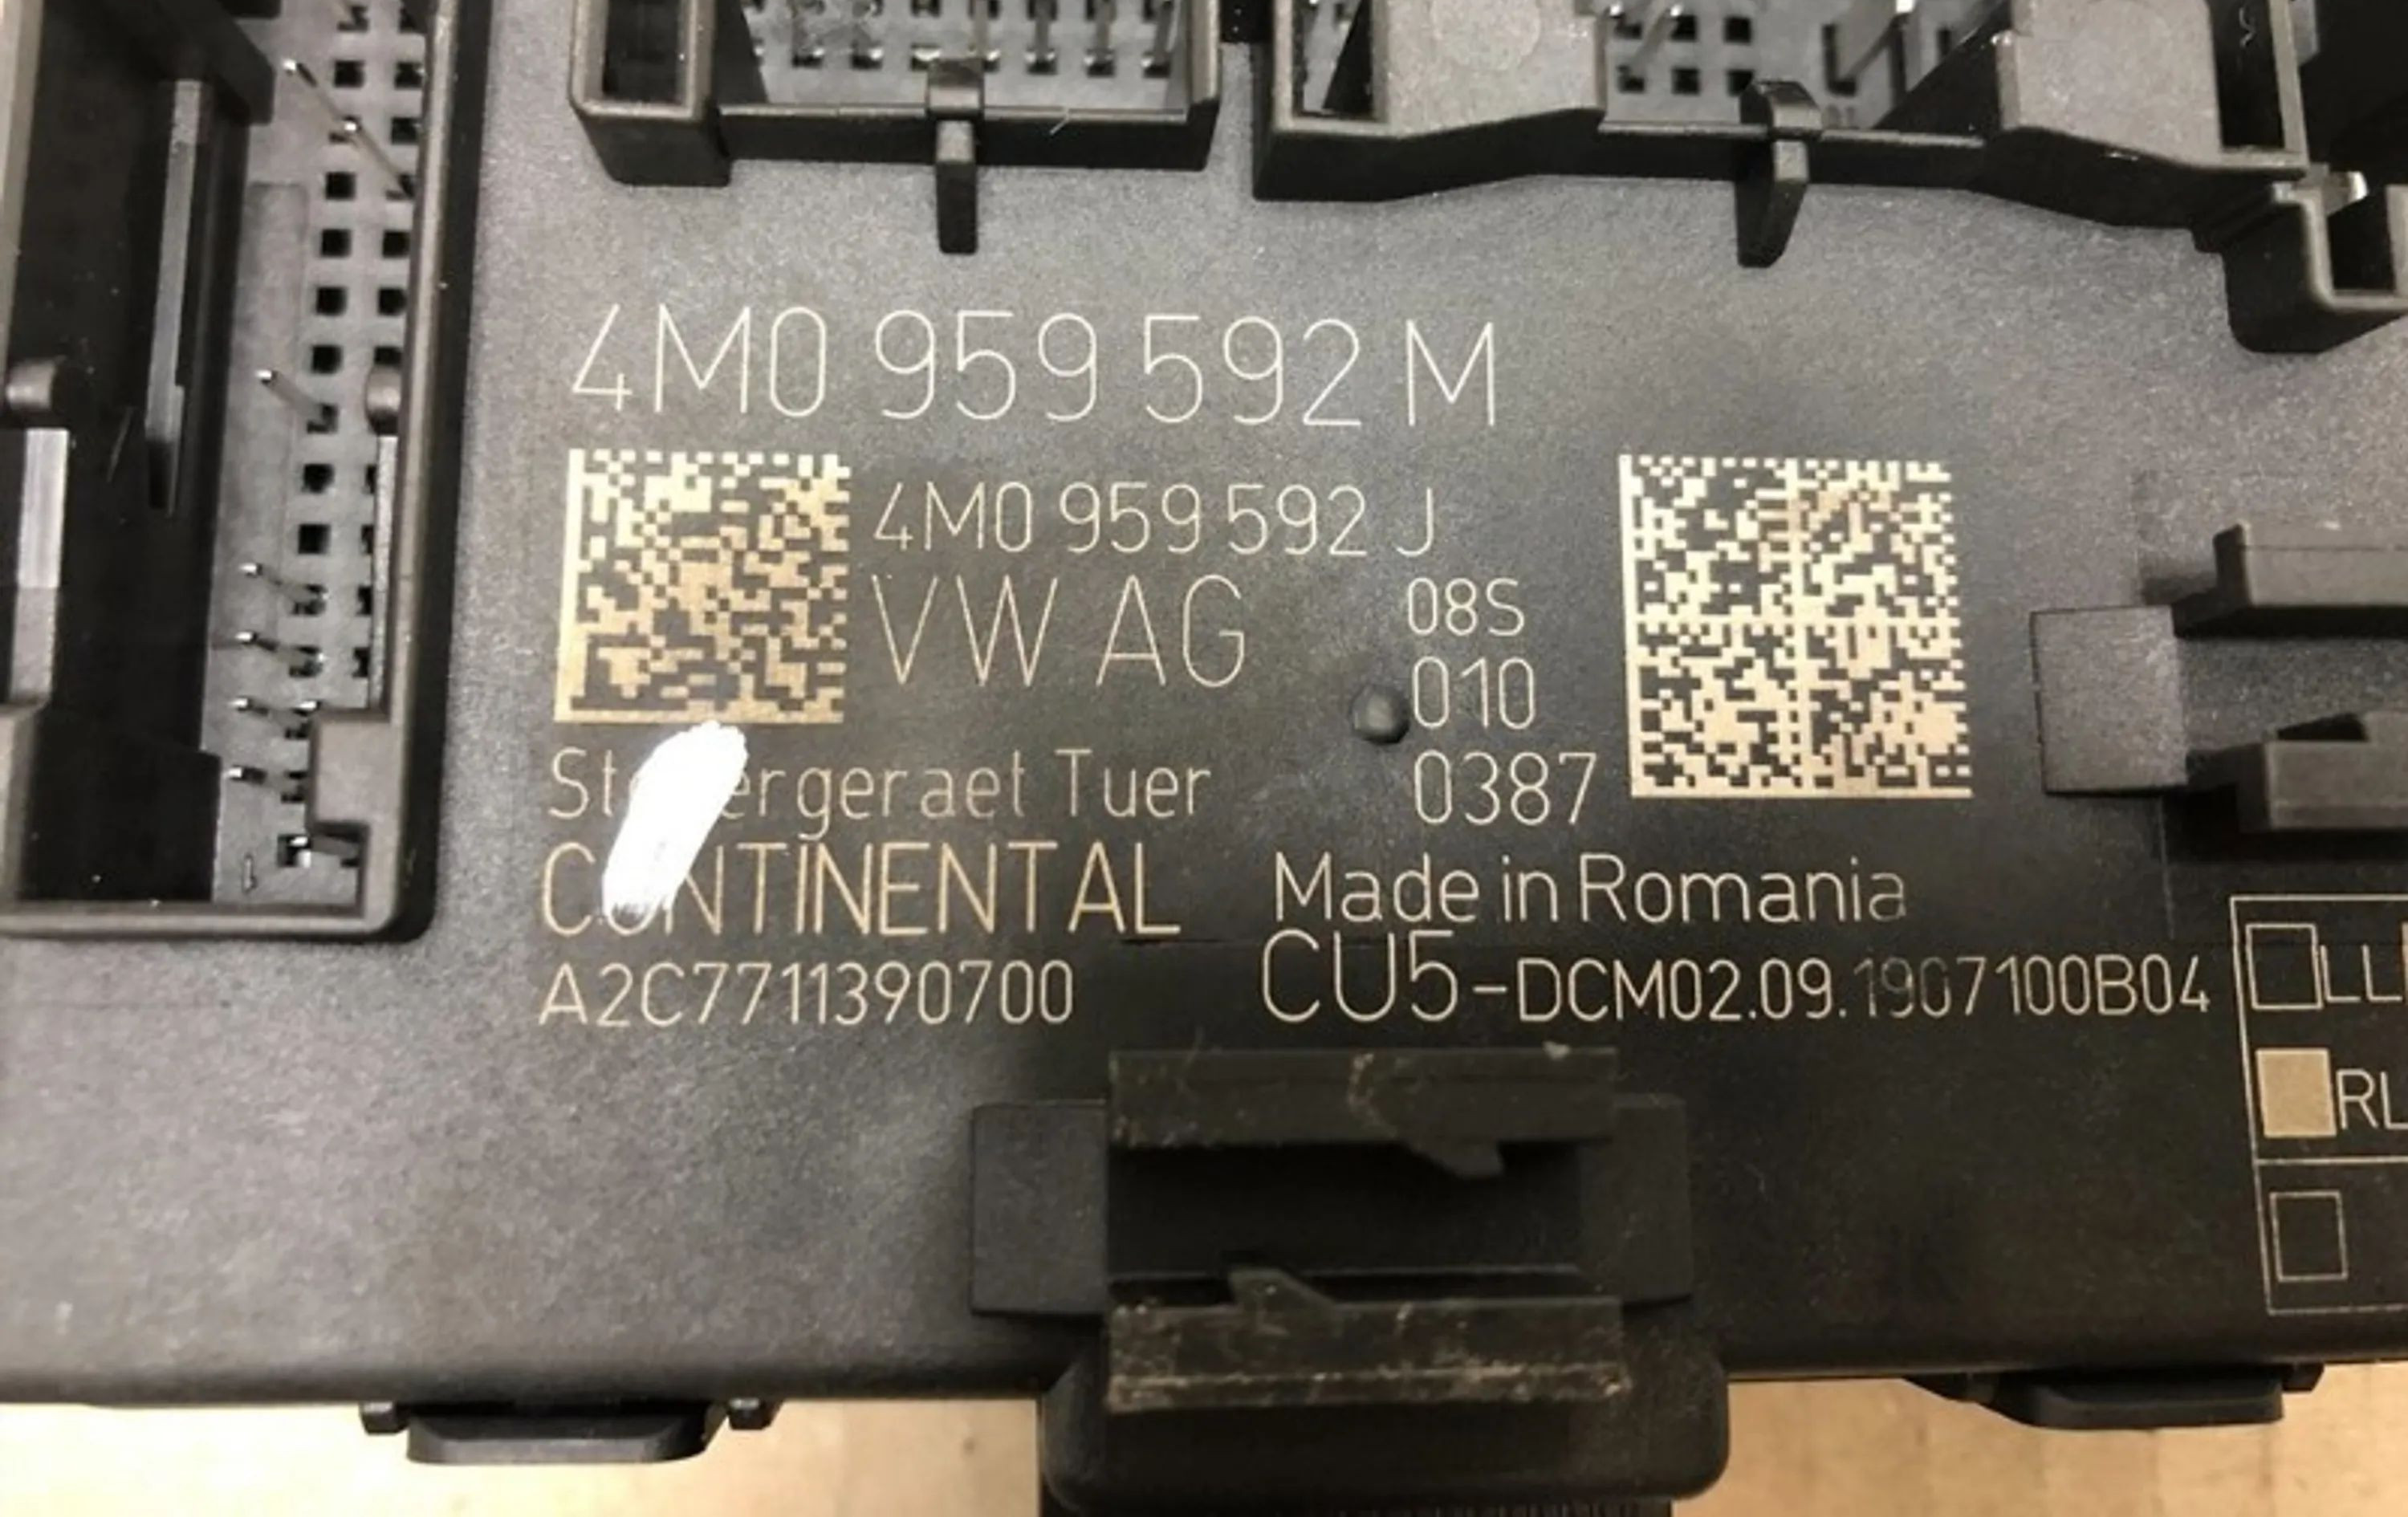 4M0 959 592 M
4M0 959 592 J
VW AG
08S
010
0387
Tuer
CONTINENTAL
Made in Romania
A2C7711390700
CU5-DCM02.09.1907100B04